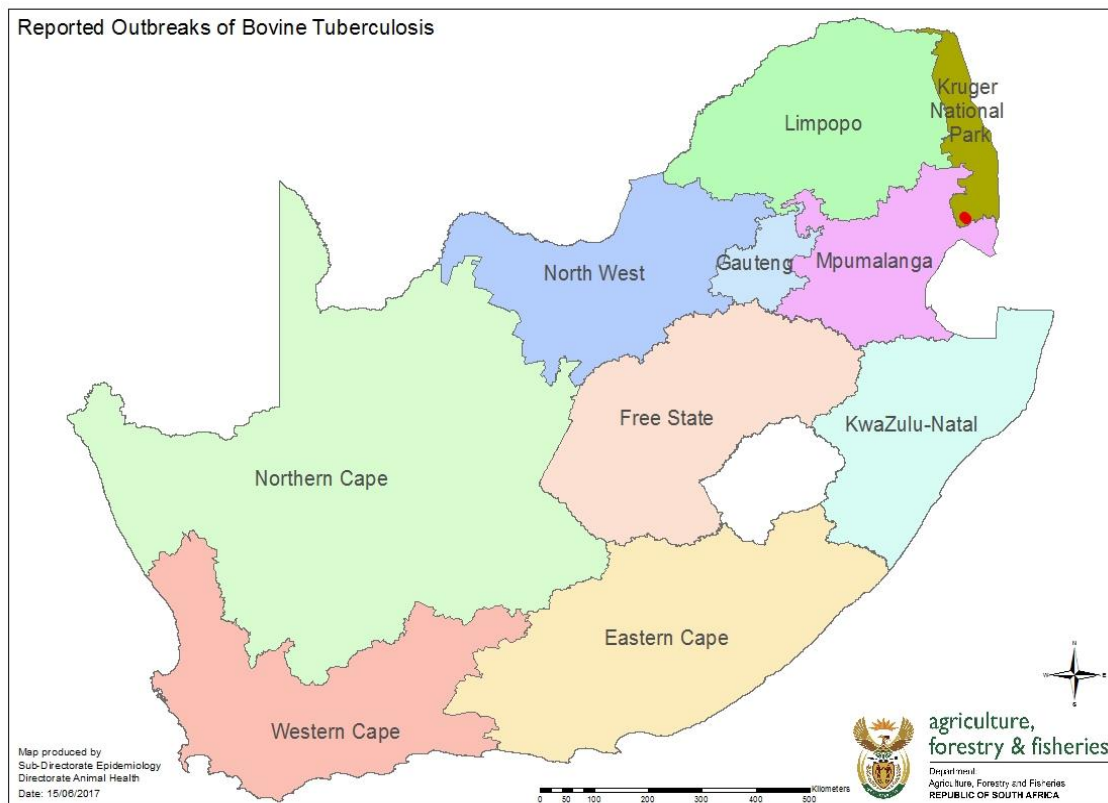 Reported Outbreaks of Bovine Tuberculosis
Kruger
National
Park
Limpopo
North West
Gauteng
Mpumalanga
Free State
KwaZulu-Natal
Northern Cape
Eastern Cape
Western Cape
N
W
E
S
Map produced by
Sub-Directorate Epidemiology
Directorate Animal Health
Date: 15/06/2017
Kilometers
0 50 100 200 300 400 500
agriculture,
forestry & fisheries
Department:
Agriculture, Forestry and Fisheries
REPUBLIC OF SOUTH AFRICA